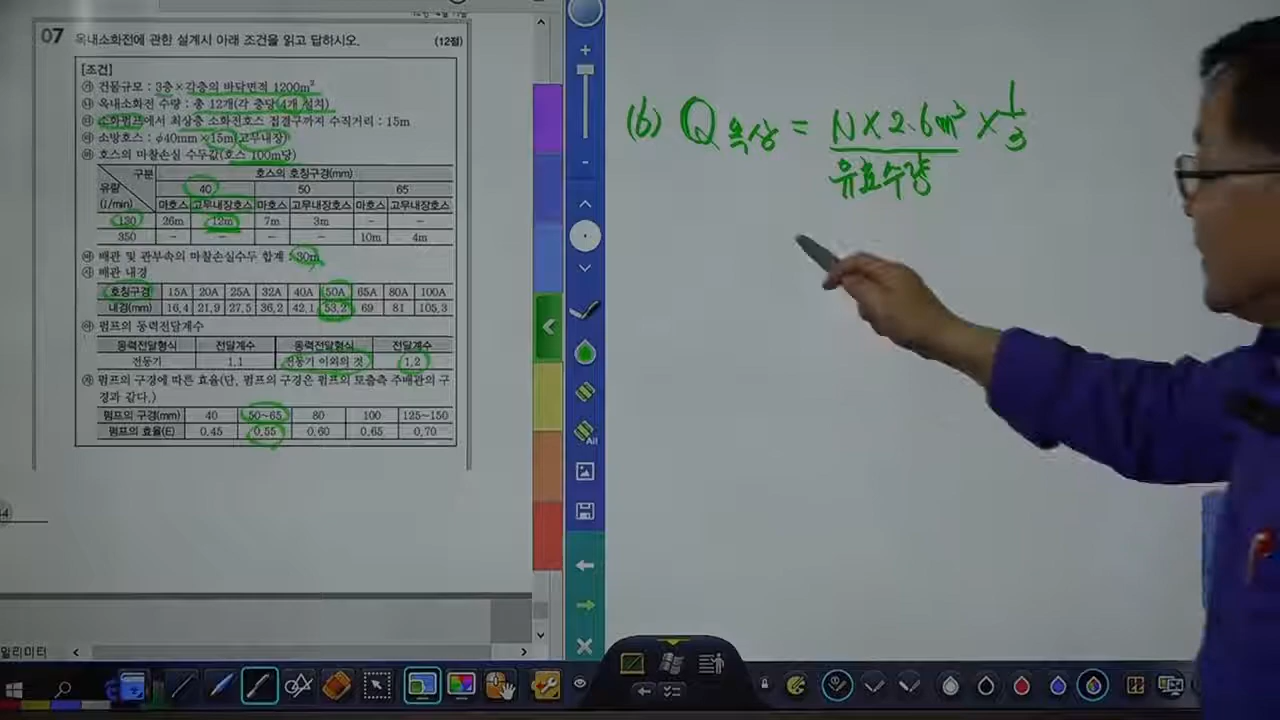 07 옥내소화전에 관한 설계시 아래 조건을 읽고 답하시오. (12점)
[조건]
㉮ 건물규모 : 3층×각층의 바닥면적 1200m²
㉯ 옥내소화전 수량 : 총 12개(각 층당 4개 설치)
㉰ 소화펌프에서 최상층 소화전호스 접결구까지 수직거리 : 15m
㉱ 소방호스 : φ40mm×15m(고무내장)
㉲ 호스의 마찰손실 수두값(호스 100m당)
구분 호스의 호칭구경(mm)
유량 40 50 65
(l/min) 마호스 고무내장호스 마호스 고무내장호스 마호스 고무내장호스
130 26m 12m 7m 3m - -
350 - - - - 10m 4m
㉳ 배관 및 관부속의 마찰손실수두 합계 : 30m
㉴ 배관 내경
호칭구경 15A 20A 25A 32A 40A 50A 65A 80A 100A
내경(mm) 16.4 21.9 27.5 36.2 42.1 53.2 69 81 105.3
㉵ 펌프의 동력전달계수
동력전달형식 전달계수 동력전달형식 전달계수
전동기 1.1 전동기 이외의 것 1.2
㉶ 펌프의 구경에 따른 효율(단, 펌프의 구경은 펌프의 토출측 주배관의 구
경과 같다.)
펌프의 구경(mm) 40 50~65 80 100 125~150
펌프의 효율(E) 0.45 0.55 0.60 0.65 0.70
4
밀리미터
(b) Q옥상 = N×2.6m³ × 1/3
유효수량
All